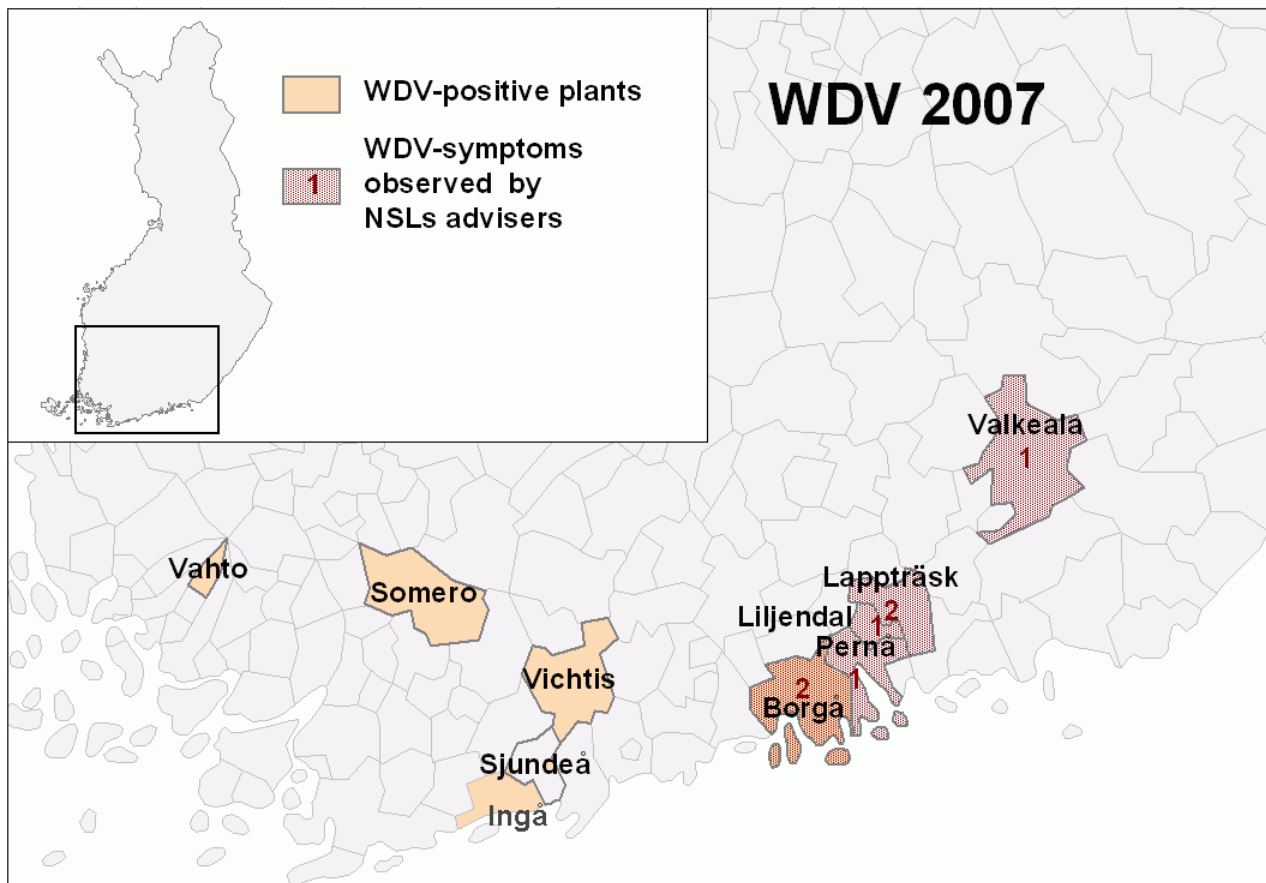 WDV-positive plants
WDV 2007
WDV-symptoms
1 observed by
NSLs advisers
Valkeala
1
Vahto
Somero
Lappträsk
Liljendal 1 2
Pernå
Vichtis
1
2
Borgå
Sjundeå
Ingå